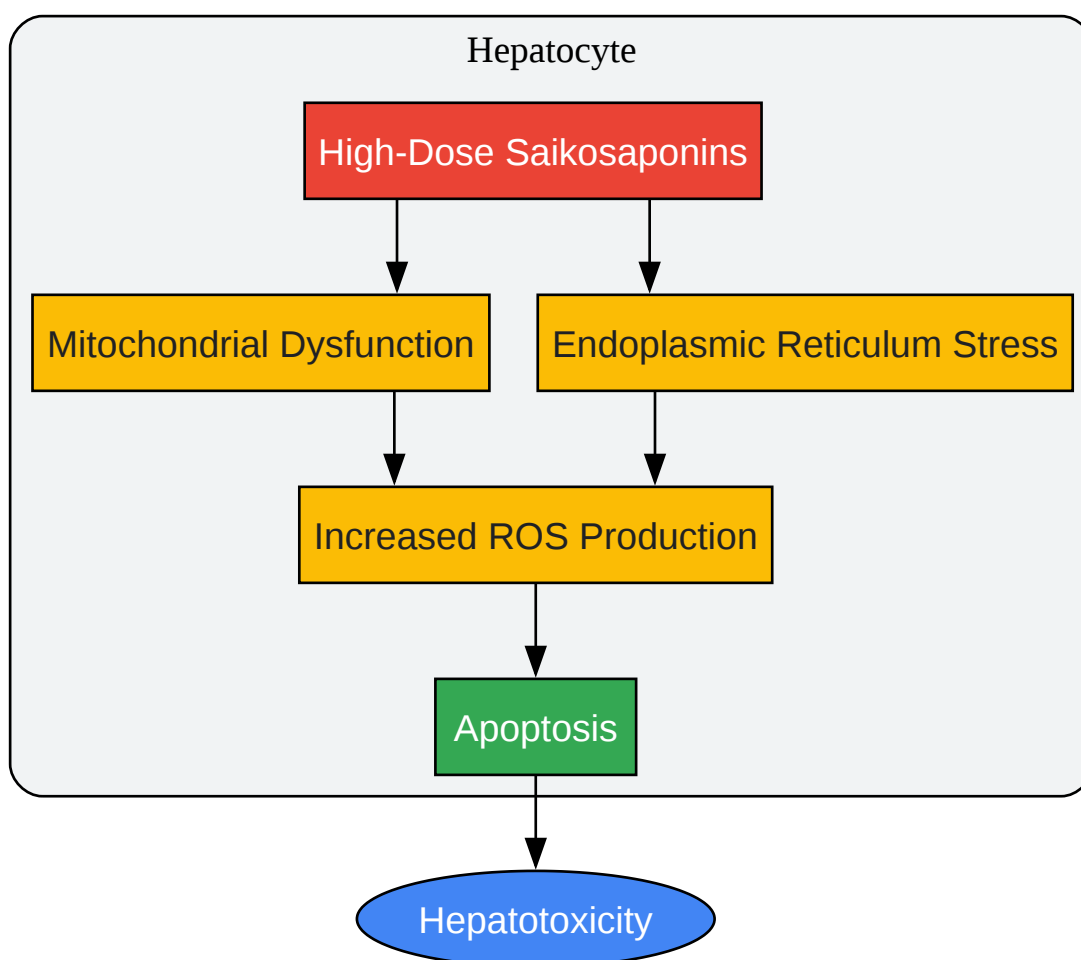 Hepatocyte
High-Dose Saikosaponins
Mitochondrial Dysfunction
Endoplasmic Reticulum Stress
Increased ROS Production
Apoptosis
Hepatotoxicity